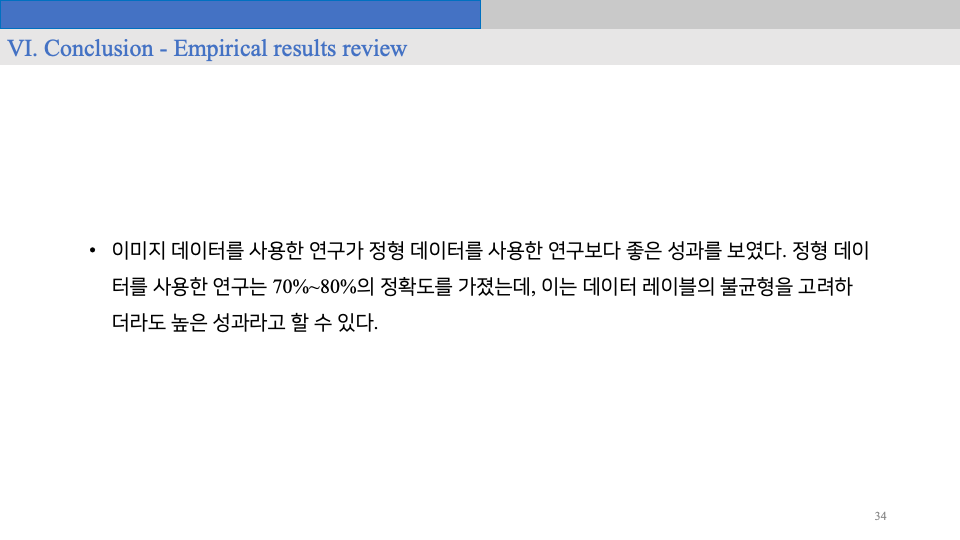 VI. Conclusion - Empirical results review
• 이미지 데이터를 사용한 연구가 정형 데이터를 사용한 연구보다 좋은 성과를 보였다. 정형 데이
터를 사용한 연구는 70%~80%의 정확도를 가졌는데, 이는 데이터 레이블의 불균형을 고려하
더라도 높은 성과라고 할 수 있다.
34